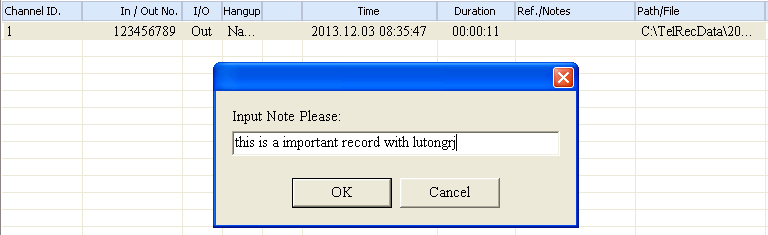 Channel ID. In / Out No. I/O Hangup Time Duration Ref./Notes Path/File
1 123456789 Out Na... 2013.12.03 08:35:47 00:00:11 C:\TelRecData\20...
Input Note Please:
this is a important record with lutongrj
OK Cancel